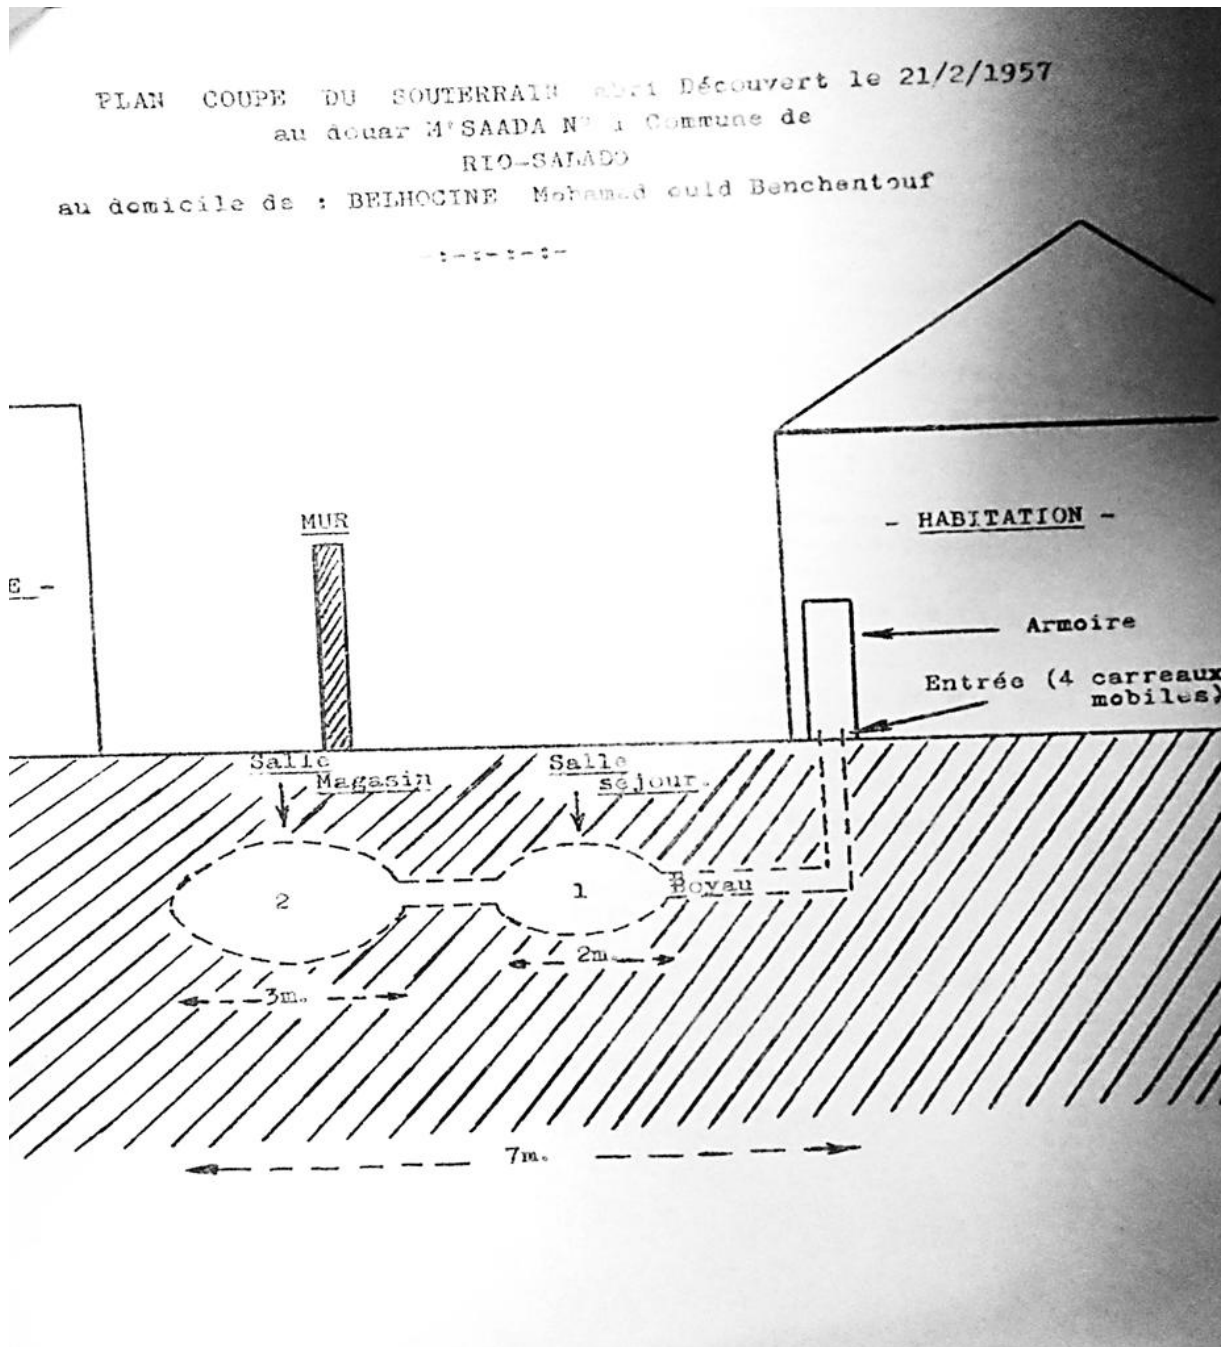 PLAN COUPE DU SOUTERRAIN abri Découvert le 21/2/1957
au douar M'SAADA N° 1 Commune de
RIO-SALADO
au domicile de : BELHOCINE Mohamed ould Benchentouf
-:-:-:-:-
MUR
- HABITATION -
E -
Armoire
Entrée (4 carreaux
mobiles)
Salle
Magasin
Salle
séjour.
2
1
Boyau
2m.
3m.
7m.